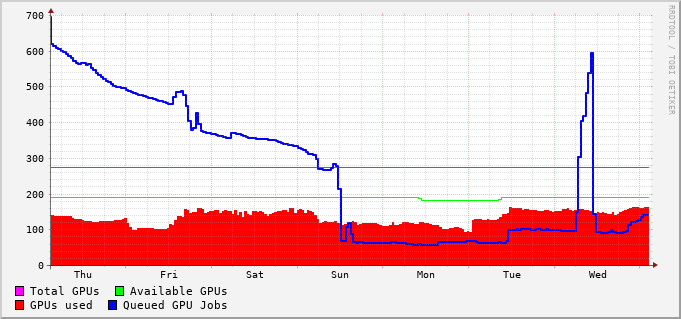 700
600
500
400
300
200
100
0
Thu Fri Sat Sun Mon Tue Wed
Total GPUs Available GPUs
GPUs used Queued GPU Jobs
RRDTOOL / TOBI OETIKER